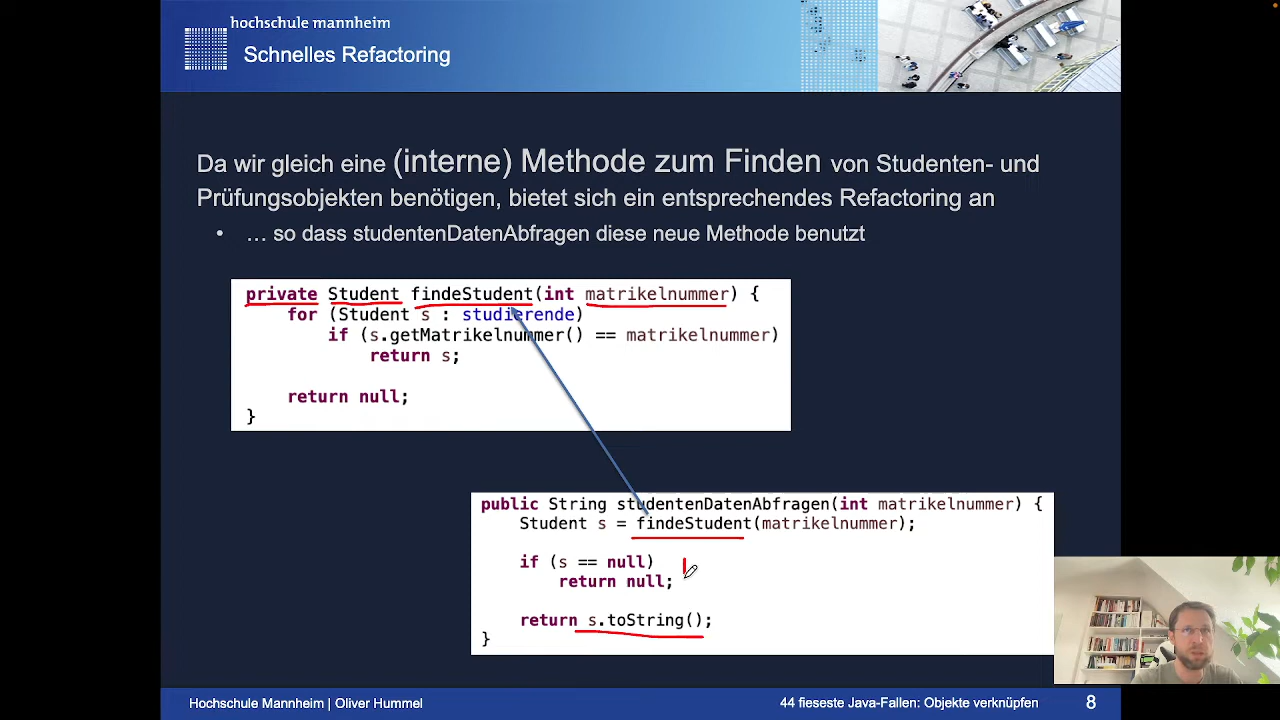 hochschule mannheim
Schnelles Refactoring
Da wir gleich eine (interne) Methode zum Finden von Studenten- und
Prüfungsobjekten benötigen, bietet sich ein entsprechendes Refactoring an
• … so dass studentenDatenAbfragen diese neue Methode benutzt
private Student findeStudent(int matrikelnummer) {
for (Student s : studierende)
if (s.getMatrikelnummer() == matrikelnummer)
return s;
return null;
}
public String studentenDatenAbfragen(int matrikelnummer) {
Student s = findeStudent(matrikelnummer);
if (s == null)
return null;
return s.toString();
}
Hochschule Mannheim | Oliver Hummel
44 fieseste Java-Fallen: Objekte verknüpfen
8